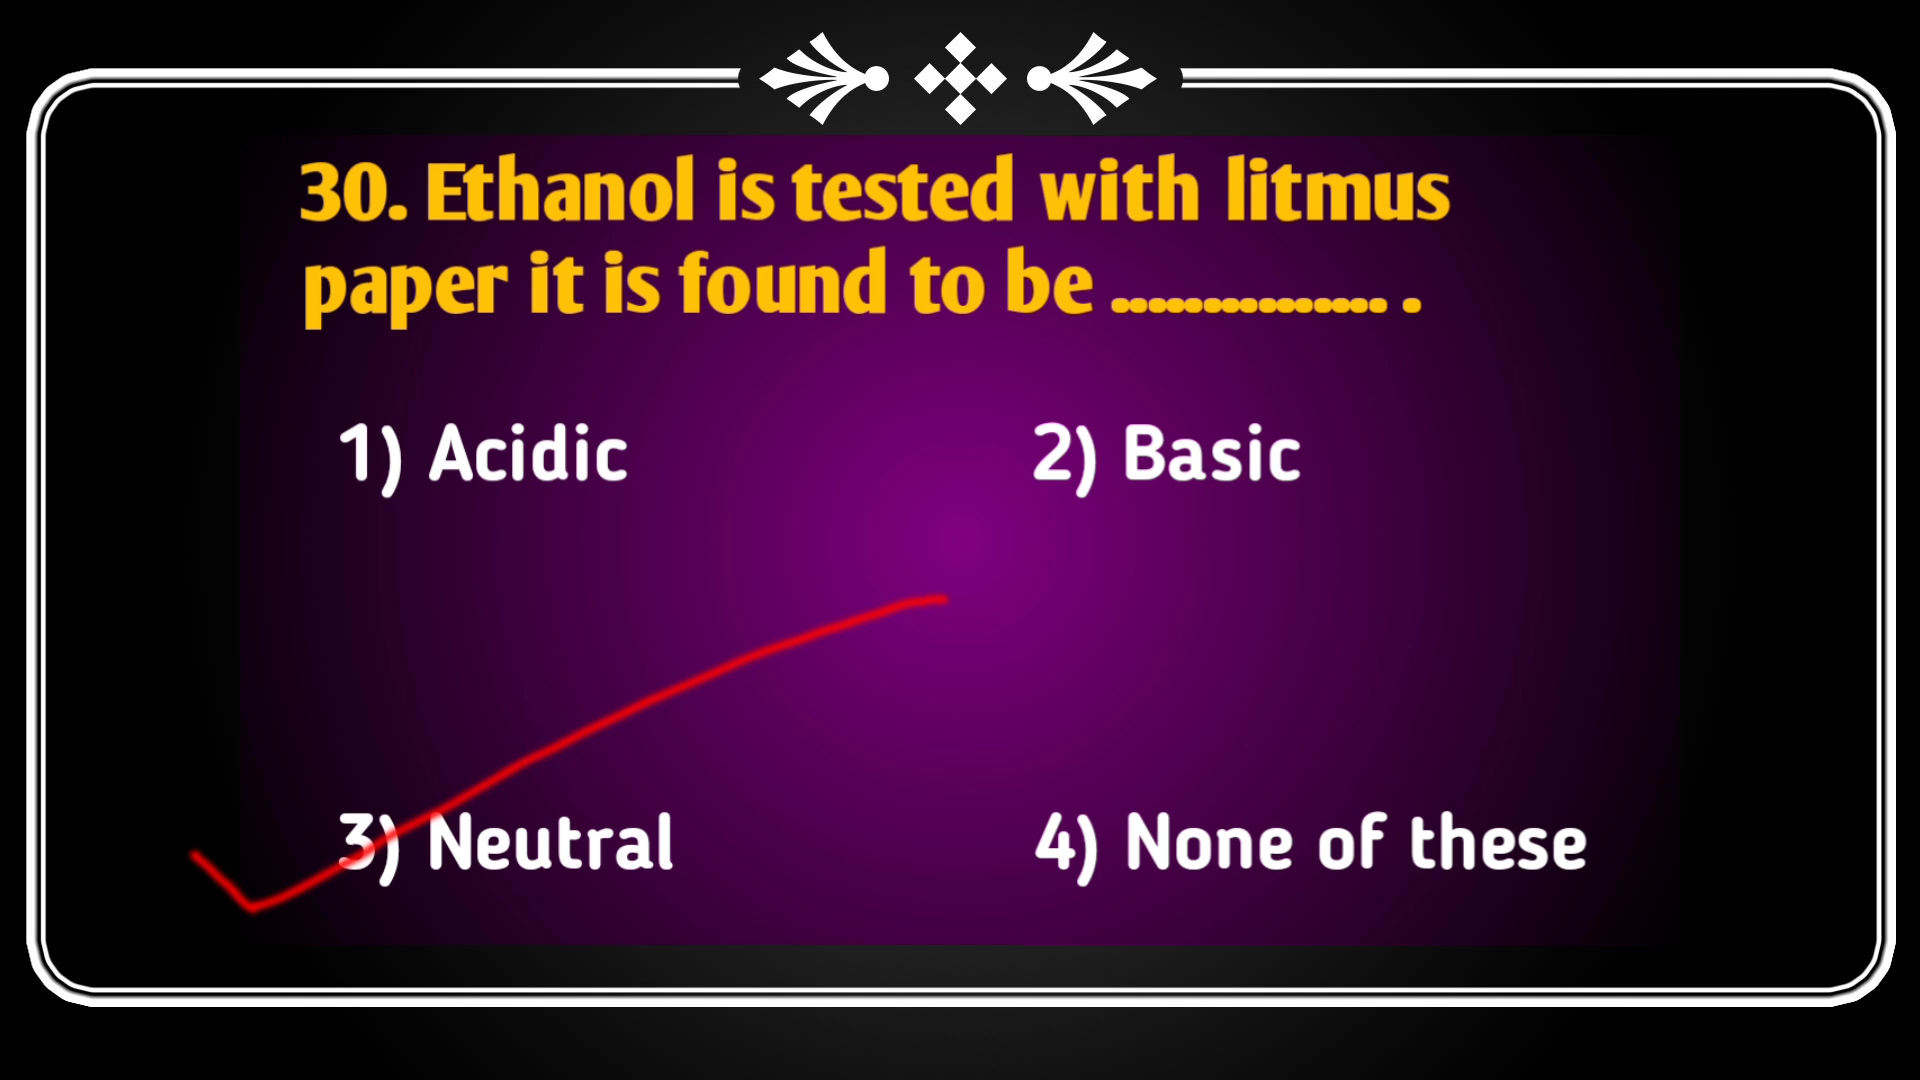 30. Ethanol is tested with litmus
paper it is found to be ............... .
1) Acidic
2) Basic
3) Neutral
4) None of these